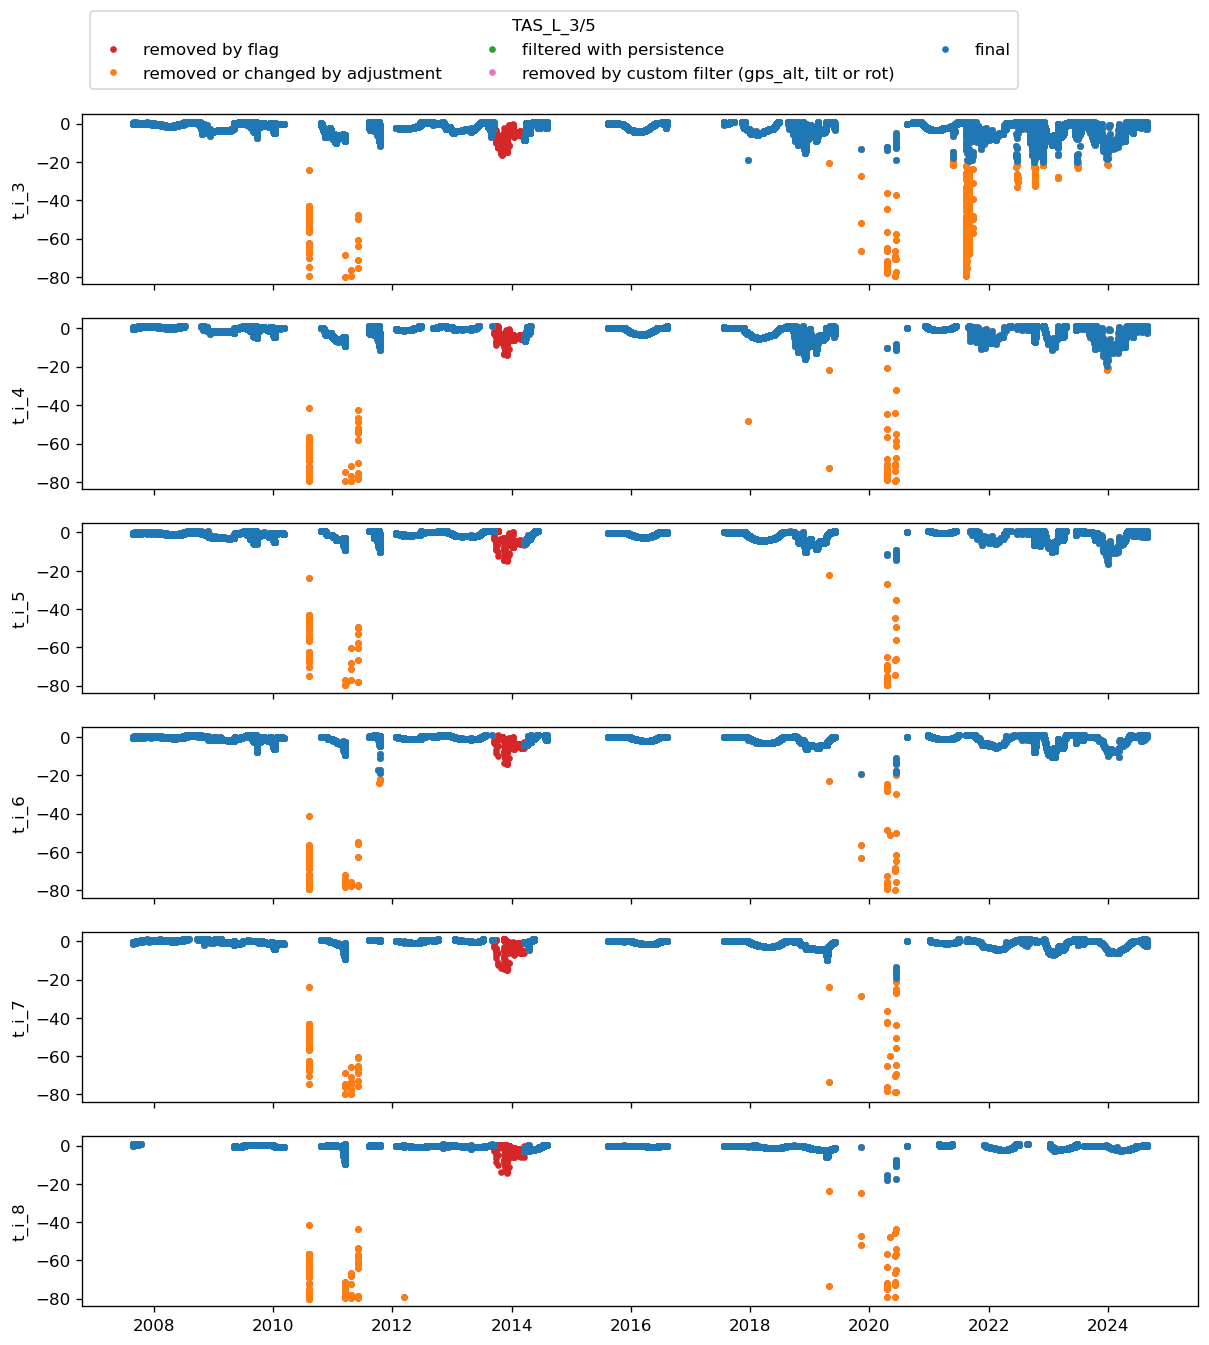 TAS_L_3/5
removed by flag
filtered with persistence
final
removed or changed by adjustment
removed by custom filter (gps_alt, tilt or rot)
t_i_3
0
−20
−40
−60
−80
t_i_4
0
−20
−40
−60
−80
t_i_5
0
−20
−40
−60
−80
t_i_6
0
−20
−40
−60
−80
t_i_7
0
−20
−40
−60
−80
t_i_8
0
−20
−40
−60
−80
2008 2010 2012 2014 2016 2018 2020 2022 2024